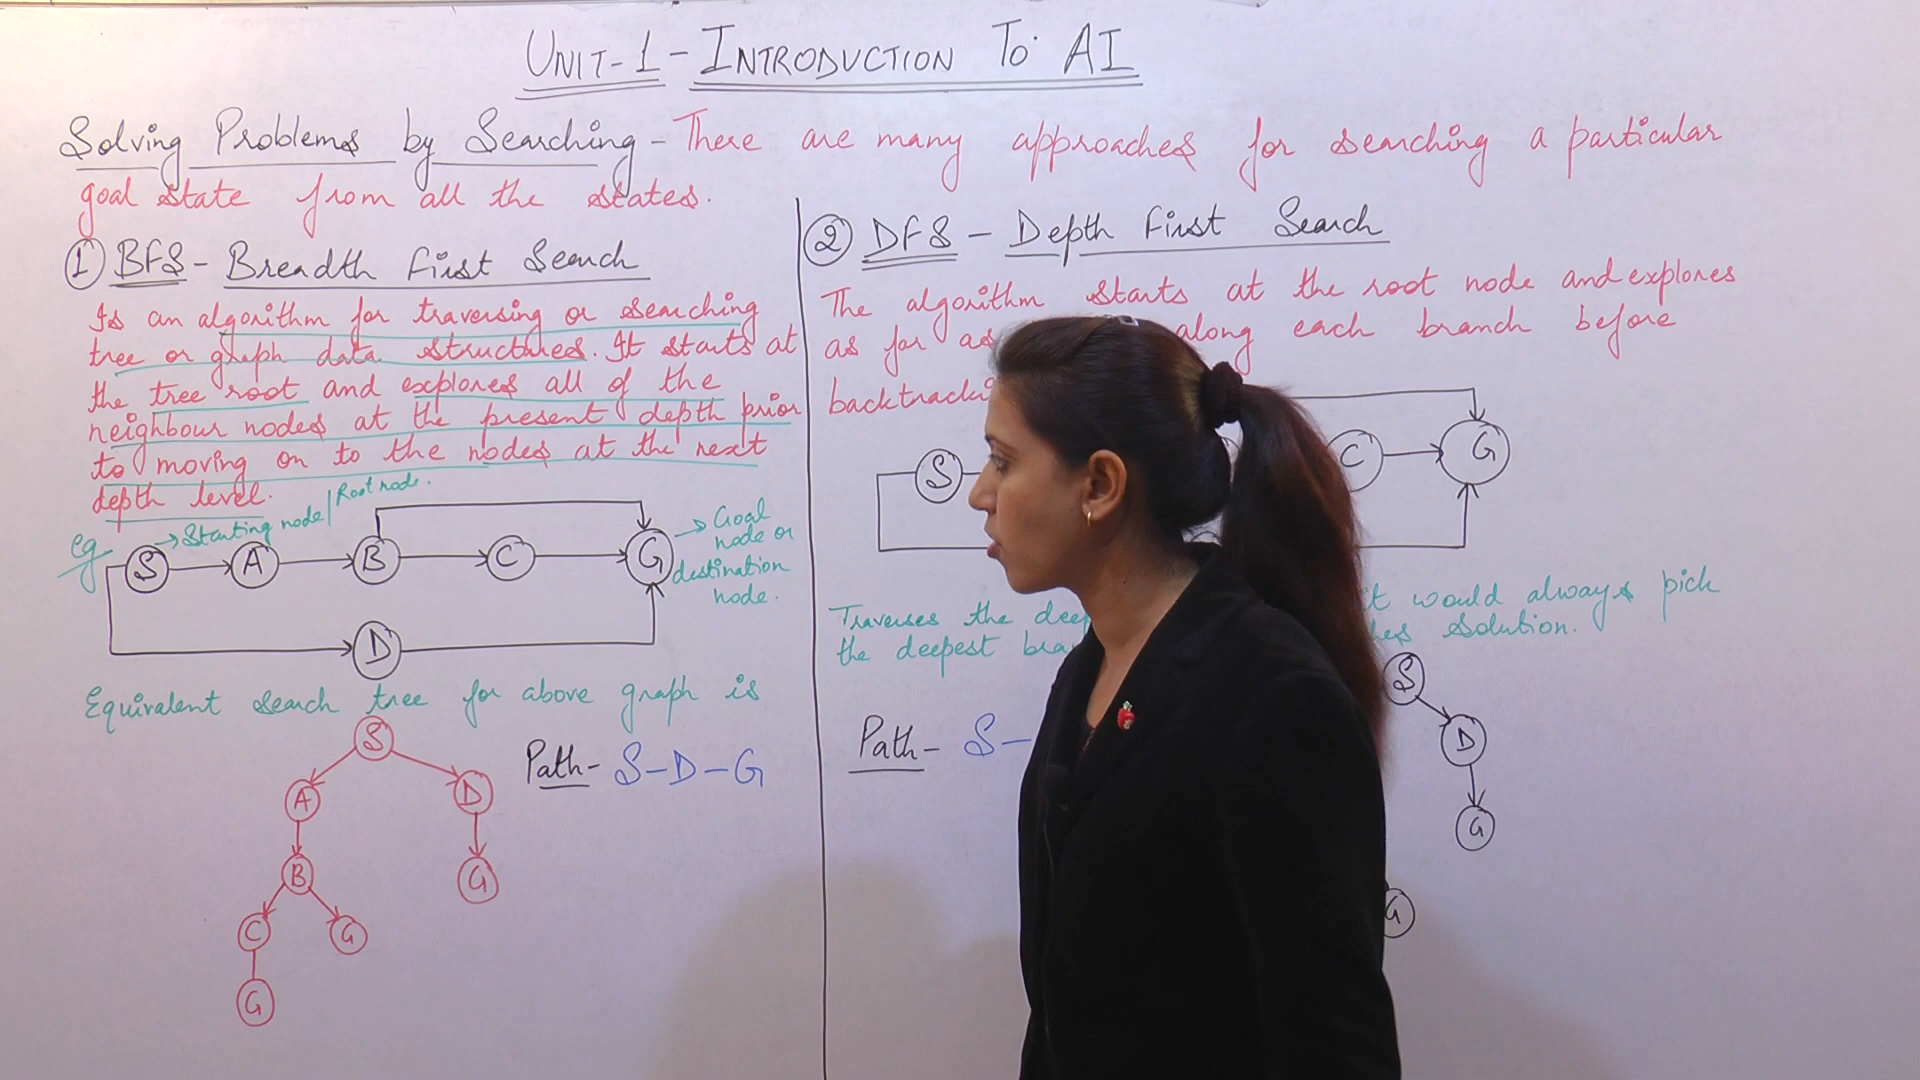 UNIT-1-INTRODUCTION TO AI
Solving Problems by Searching - There are many approaches for searching a particular
goal state from all the states.
① BFS - Breadth First Search
Is an algorithm for traversing or searching
tree or graph data structures. It starts at
the tree root and explores all of the
neighbour nodes at the present depth prior
to moving on to the nodes at the next
depth level.
eg
→ Starting node/Root node.
S A B C G
D
→ Goal
node or
destination
node.
Equivalent search tree for above graph is
S
A D
B G
C G
G
Path- S-D-G
② DFS - Depth First Search
The algorithm starts at the root node and explores
as far as along each branch before
S C G
Traverses the it would always pick
the deepest solution.
Path- S-
S
D
G
G